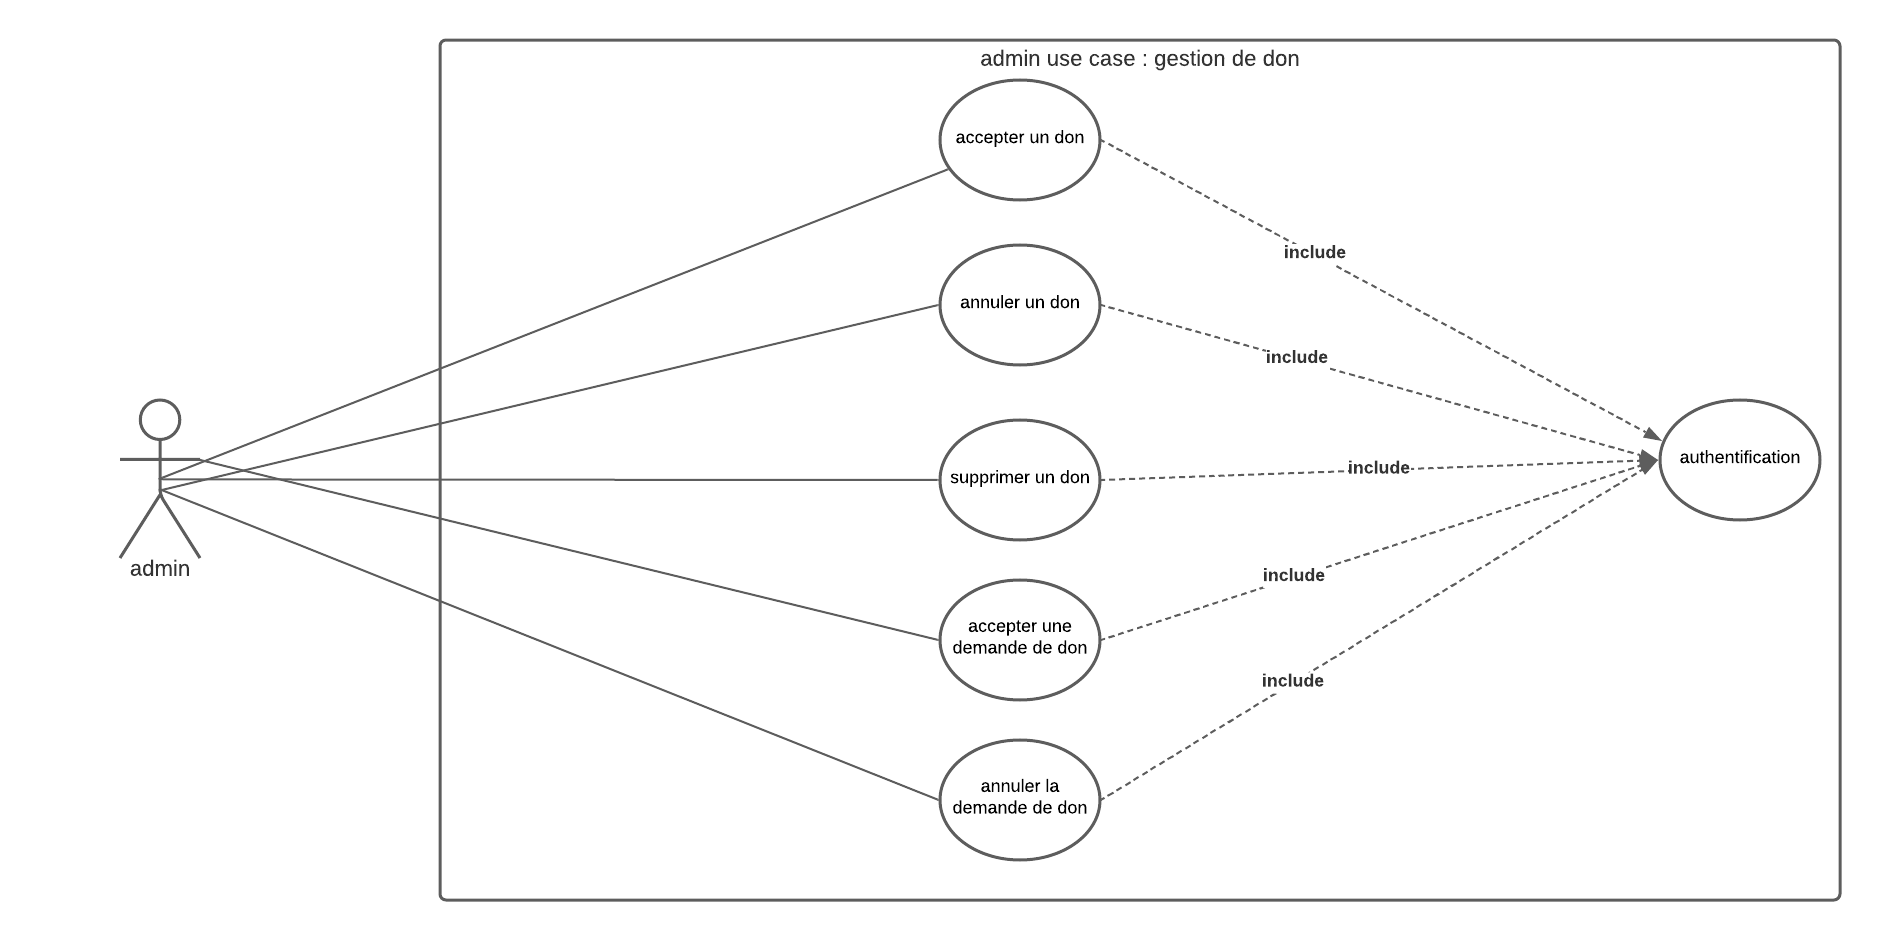 admin use case : gestion de don
accepter un don
include
annuler un don
include
supprimer un don
include
authentification
admin
accepter une
demande de don
include
annuler la
demande de don
include